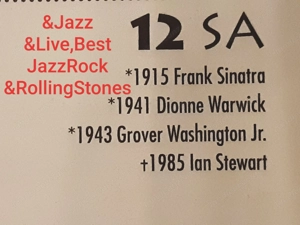 &Jazz
&Live,Best
JazzRock
&RollingStones
12 SA
*1915 Frank Sinatra
*1941 Dionne Warwick
*1943 Grover Washington Jr.
†1985 Ian Stewart